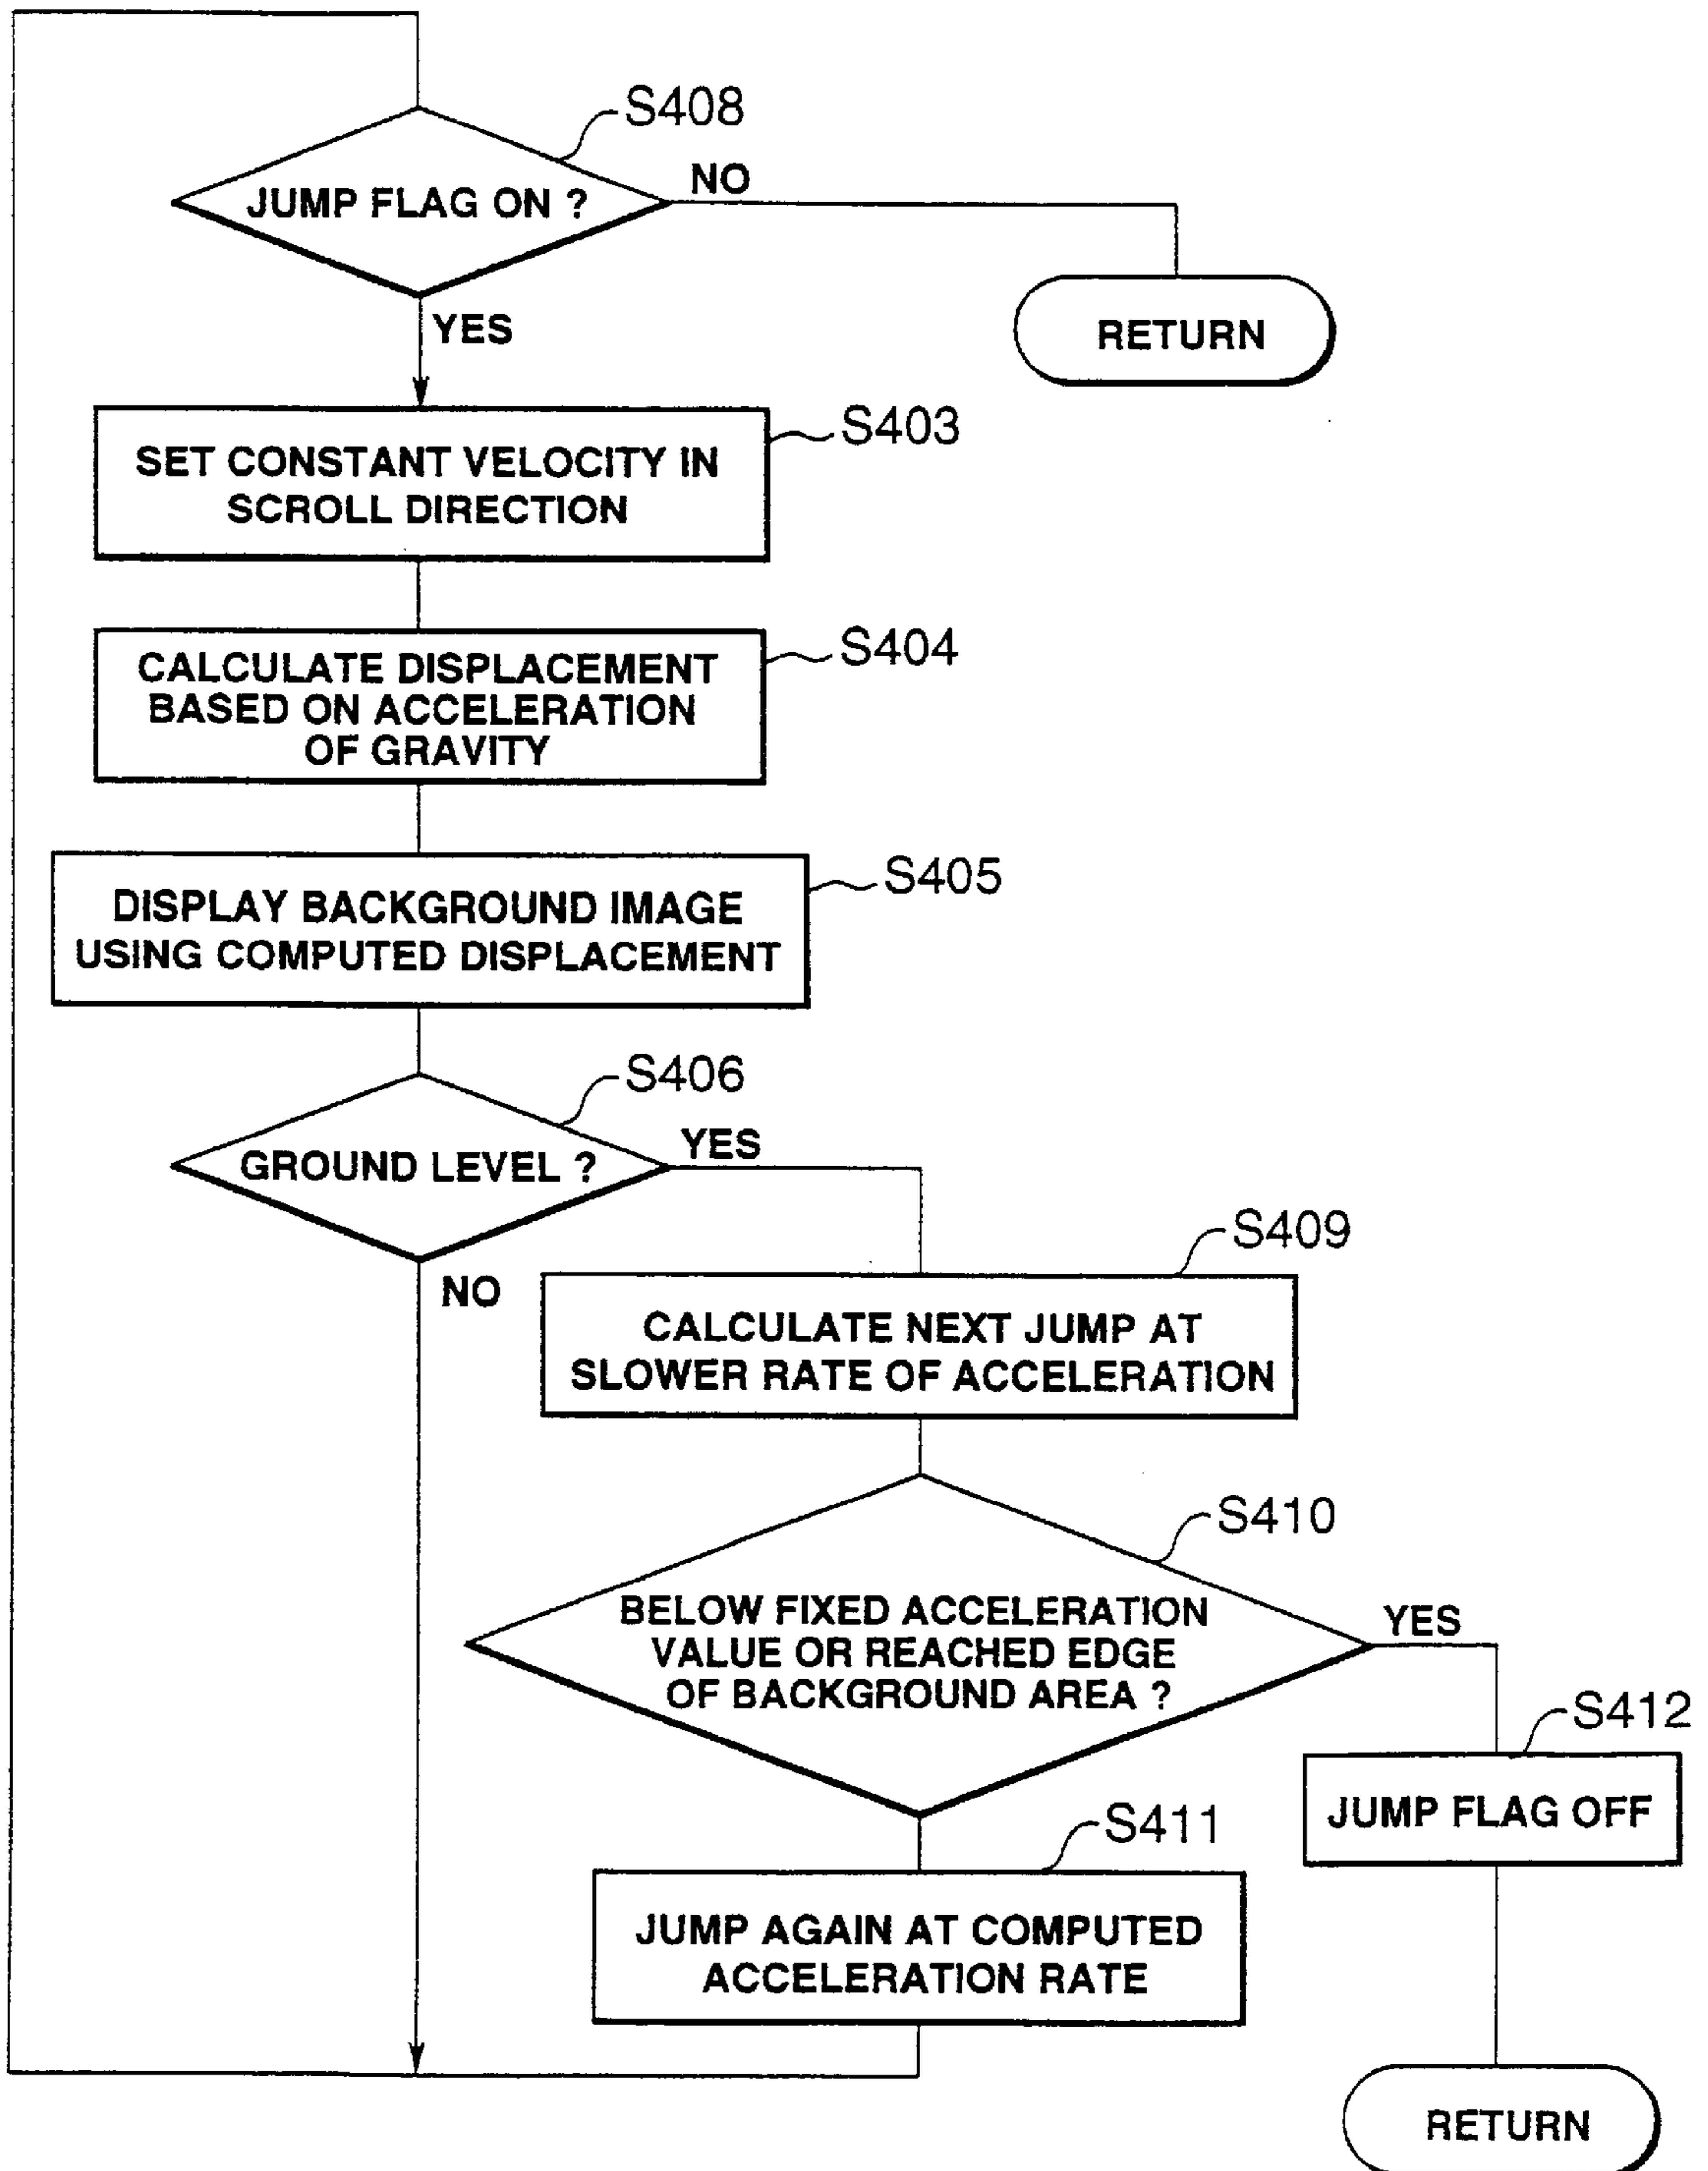 S408
JUMP FLAG ON ?
NO
YES
RETURN
S403
SET CONSTANT VELOCITY IN
SCROLL DIRECTION
S404
CALCULATE DISPLACEMENT
BASED ON ACCELERATION
OF GRAVITY
S405
DISPLAY BACKGROUND IMAGE
USING COMPUTED DISPLACEMENT
S406
GROUND LEVEL ?
YES
NO
S409
CALCULATE NEXT JUMP AT
SLOWER RATE OF ACCELERATION
S410
BELOW FIXED ACCELERATION
VALUE OR REACHED EDGE
OF BACKGROUND AREA ?
YES
S412
JUMP FLAG OFF
S411
JUMP AGAIN AT COMPUTED
ACCELERATION RATE
RETURN